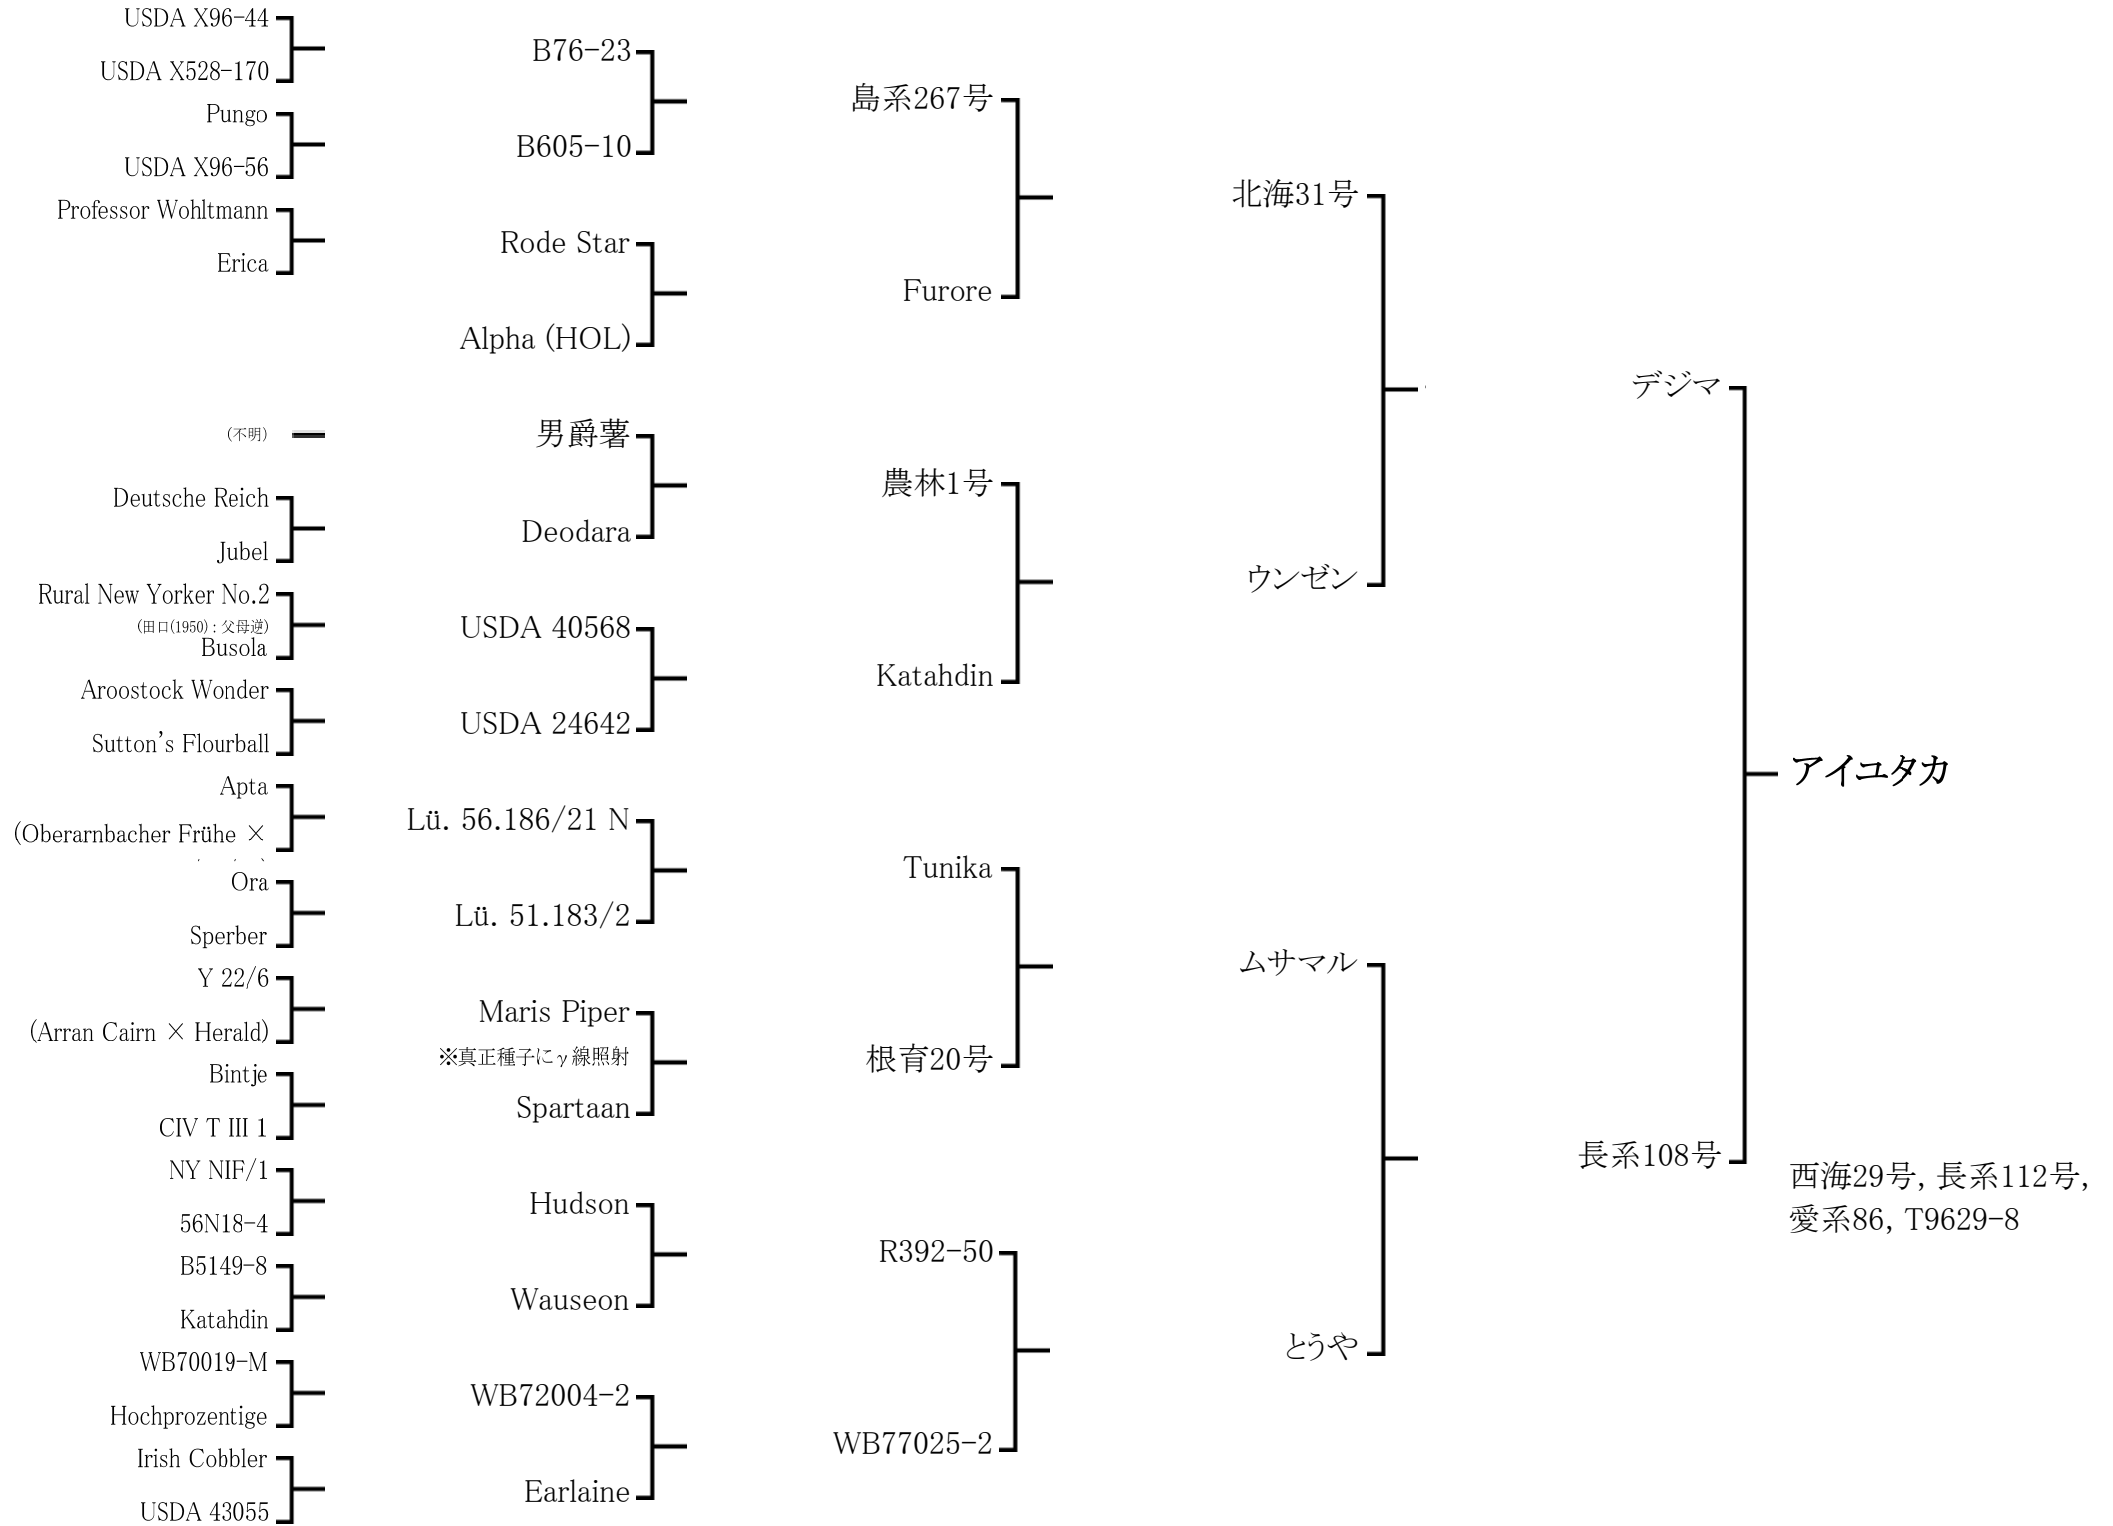 USDA X96-44
USDA X528-170
Pungo
USDA X96-56
Professor Wohltmann
Erica
(不明)
Deutsche Reich
Jubel
Rural New Yorker No.2
(田口(1950) : 父母逆)
Busola
Aroostock Wonder
Sutton's Flourball
Apta
(Oberarnbacher Frühe ×
Ora
Sperber
Y 22/6
(Arran Cairn × Herald)
Bintje
CIV T III 1
NY NIF/1
56N18-4
B5149-8
Katahdin
WB70019-M
Hochprozentige
Irish Cobbler
USDA 43055
B76-23
B605-10
Rode Star
Alpha (HOL)
男爵薯
Deodara
USDA 40568
USDA 24642
Lü. 56.186/21 N
Lü. 51.183/2
Maris Piper
※真正種子にγ線照射
Spartaan
Hudson
Wauseon
WB72004-2
Earlaine
島系267号
Furore
農林1号
Katahdin
Tunika
根育20号
R392-50
WB77025-2
北海31号
ウンゼン
ムサマル
とうや
デジマ
長系108号
アイユタカ
西海29号, 長系112号,
愛系86, T9629-8